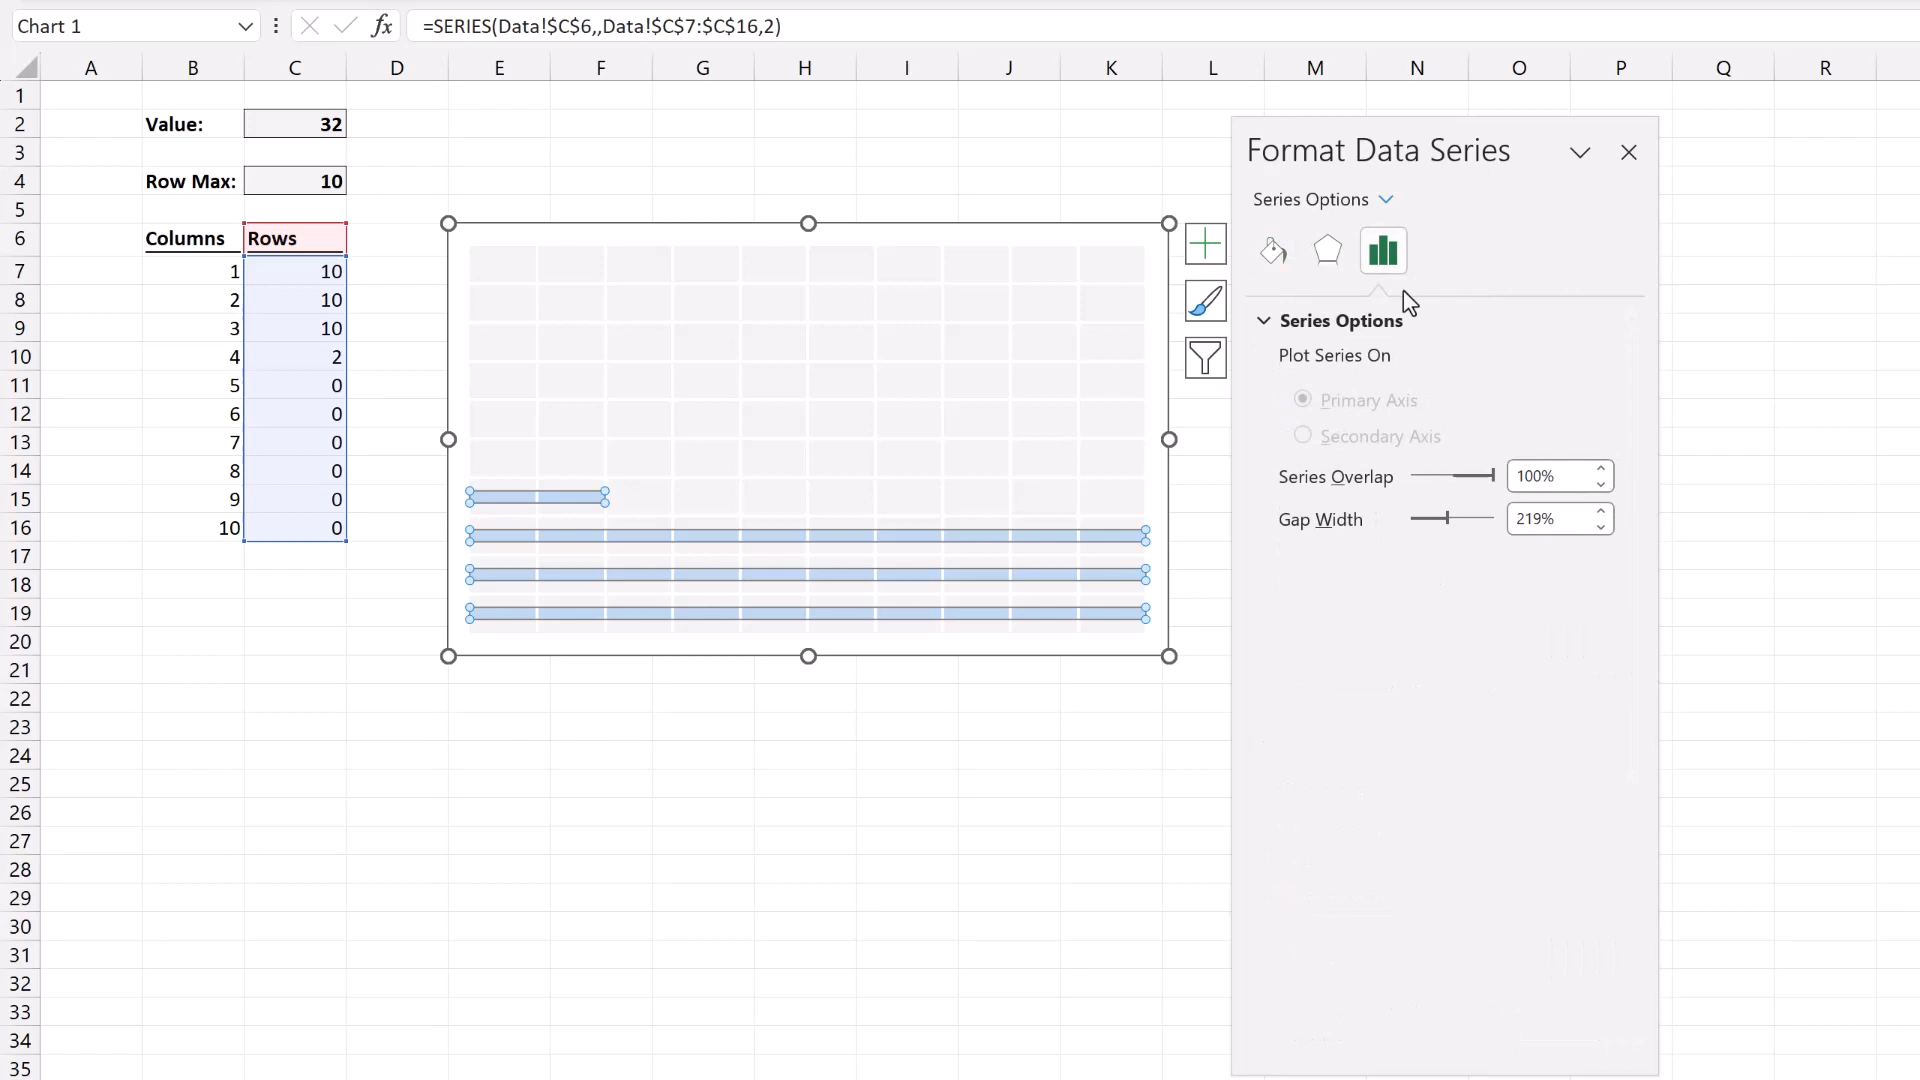 Chart 1
fx
=SERIES(Data!$C$6,,Data!$C$7:$C$16,2)
A B C D E F G H I J K L M N O P Q R
1
2 Value: 32
3
4 Row Max: 10
5
6 Columns Rows
7 1 10
8 2 10
9 3 10
10 4 2
11 5 0
12 6 0
13 7 0
14 8 0
15 9 0
16 10 0
17
18
19
20
21
22
23
24
25
26
27
28
29
30
31
32
33
34
35
Format Data Series
Series Options
Series Options
Plot Series On
Primary Axis
Secondary Axis
Series Overlap 100%
Gap Width 219%